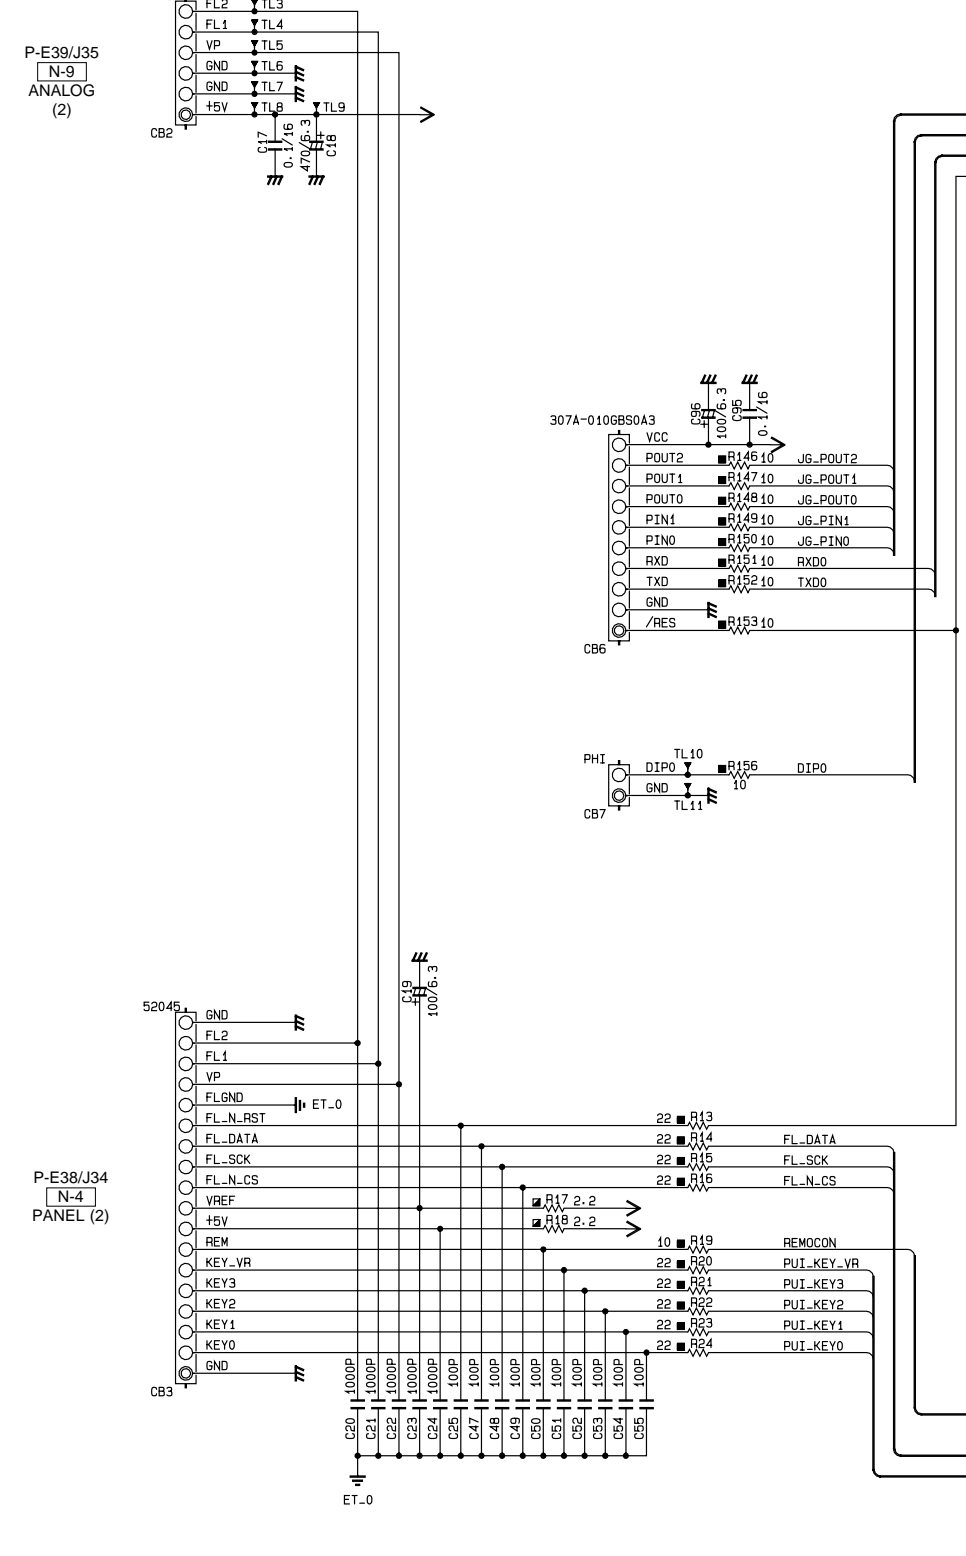 FL2 TL3
FL1 TL4
VP TL5
GND TL6
GND TL7
+5V TL8 TL9
P-E39/J35
N-9
ANALOG
(2)
CB2
C17
0.1/16
470/6.3
+
C18
C96
+
100/6.3
C95
0.1/16
307A-010GBS0A3
VCC
POUT2 R146 10 JG_POUT2
POUT1 R147 10 JG_POUT1
POUT0 R148 10 JG_POUT0
PIN1 R149 10 JG_PIN1
PIN0 R150 10 JG_PIN0
RXD R151 10 RXD0
TXD R152 10 TXD0
GND
/RES R153 10
CB6
PHI
TL10
DIP0 R156 DIP0
10
GND
TL11
CB7
C19
+
100/6.3
52045
GND
FL2
FL1
VP
FLGND ET_0
FL_N_RST 22 R13
FL_DATA 22 R14 FL_DATA
FL_SCK 22 R15 FL_SCK
FL_N_CS 22 R16 FL_N_CS
VREF R17 2.2
+5V R18 2.2
REM 10 R19 REMOCON
KEY_VR 22 R20 PUI_KEY_VR
KEY3 22 R21 PUI_KEY3
KEY2 22 R22 PUI_KEY2
KEY1 22 R23 PUI_KEY1
KEY0 22 R24 PUI_KEY0
GND
P-E38/J34
N-4
PANEL (2)
CB3
1000P 1000P 1000P 1000P 1000P 100P 100P 100P 100P 100P 100P 100P 100P 100P 100P
C20 C21 C22 C23 C24 C25 C47 C48 C49 C50 C51 C52 C53 C54 C55
ET_0